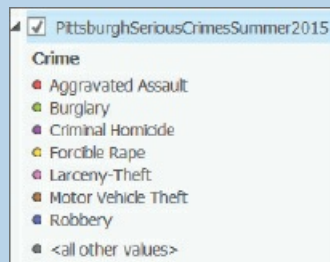 PittsburghSeriousCrimesSummer2015
Crime
Aggravated Assault
Burglary
Criminal Homicide
Forcible Rape
Larceny-Theft
Motor Vehicle Theft
Robbery
<all other values>